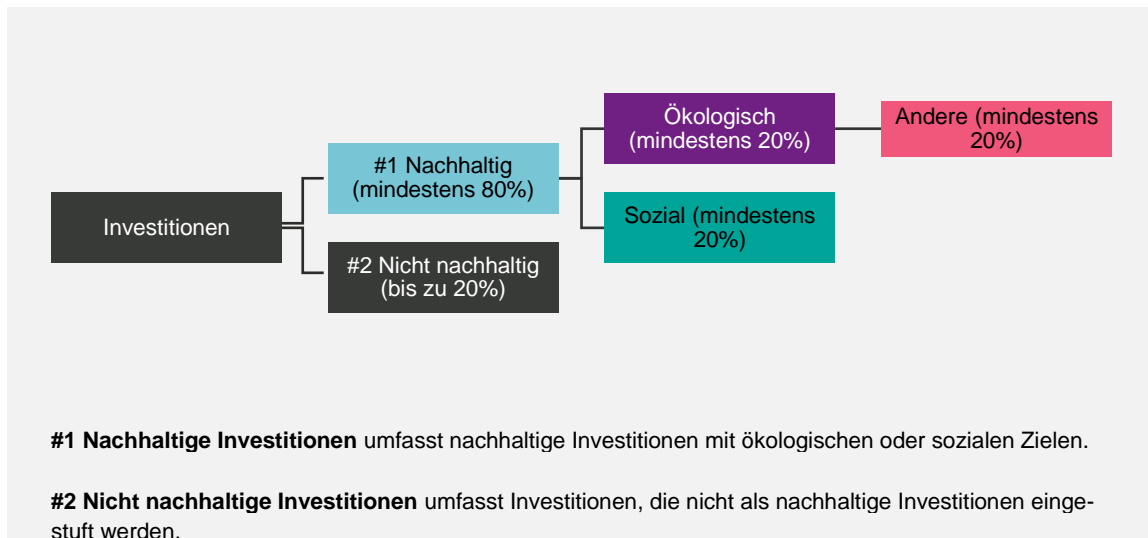 Ökologisch
(mindestens 20%)
Andere (mindestens
20%)
#1 Nachhaltig
(mindestens 80%)
Investitionen
Sozial (mindestens
20%)
#2 Nicht nachhaltig
(bis zu 20%)
#1 Nachhaltige Investitionen umfasst nachhaltige Investitionen mit ökologischen oder sozialen Zielen.
#2 Nicht nachhaltige Investitionen umfasst Investitionen, die nicht als nachhaltige Investitionen einge-
stuft werden.